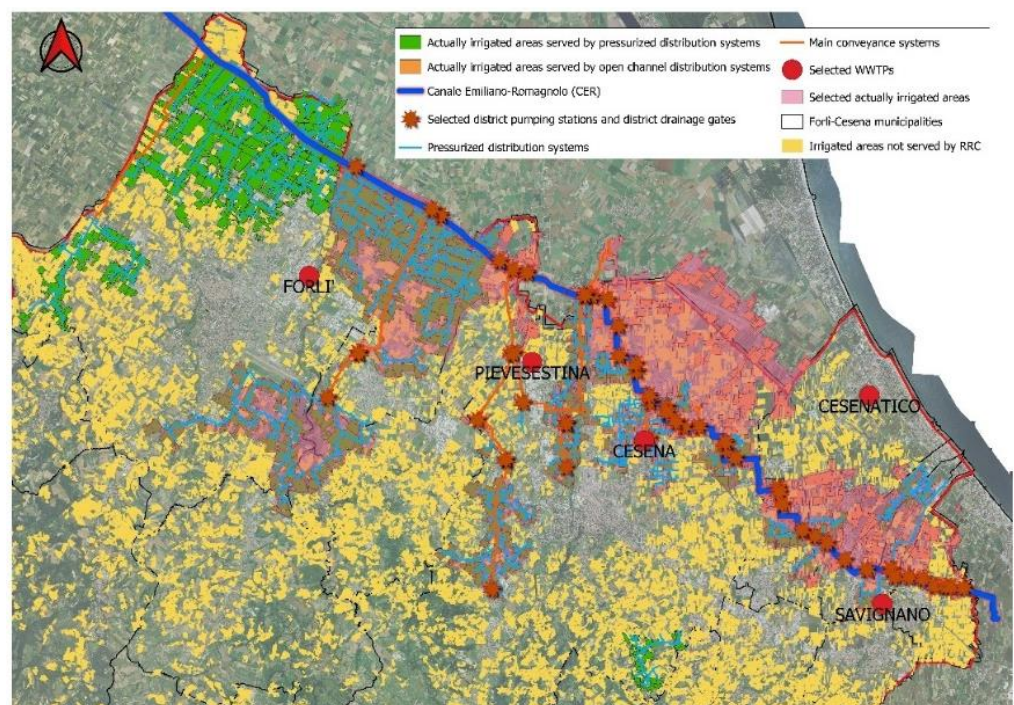 Actually irrigated areas served by pressurized distribution systems
Actually irrigated areas served by open channel distribution systems
Canale Emiliano-Romagnolo (CER)
Selected district pumping stations and district drainage gates
Pressurized distribution systems
Main conveyance systems
Selected WWTPs
Selected actually irrigated areas
Forlì-Cesena municipalities
Irrigated areas not served by RRC
FORLI'
PIEVESESTINA
CESENATICO
CESENA
SAVIGNANO